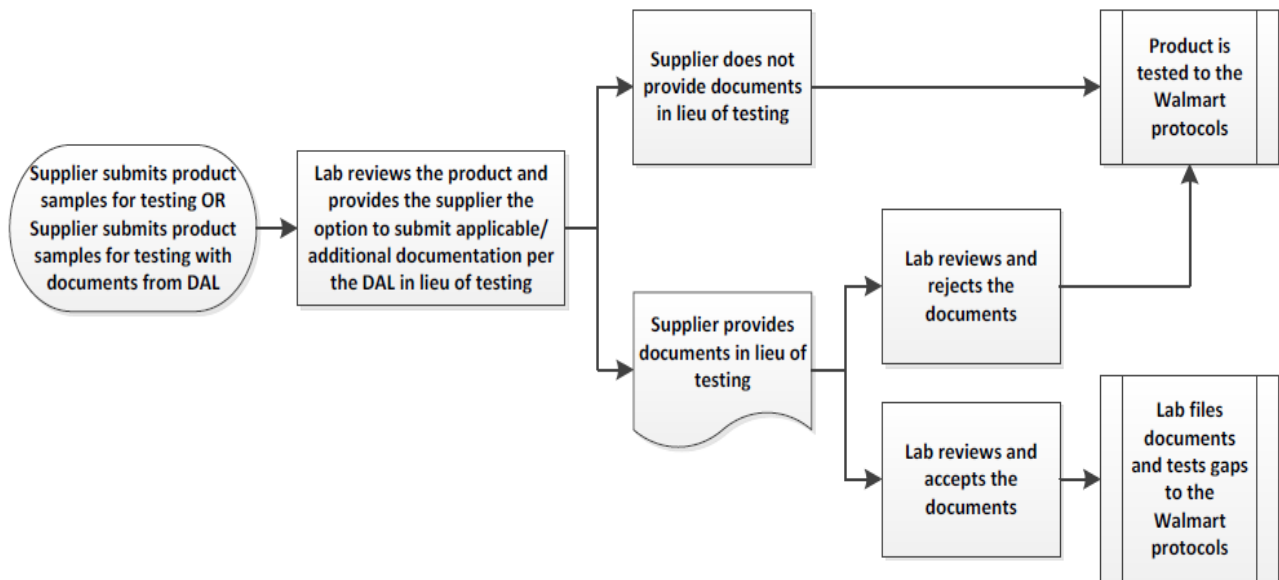 Supplier submits product
samples for testing OR
Supplier submits product
samples for testing with
documents from DAL
Lab reviews the product and
provides the supplier the
option to submit applicable/
additional documentation per
the DAL in lieu of testing
Supplier does not
provide documents
in lieu of testing
Product is
tested to the
Walmart
protocols
Supplier provides
documents in lieu of
testing
Lab reviews and
rejects the
documents
Lab reviews and
accepts the
documents
Lab files
documents
and tests gaps
to the
Walmart
protocols